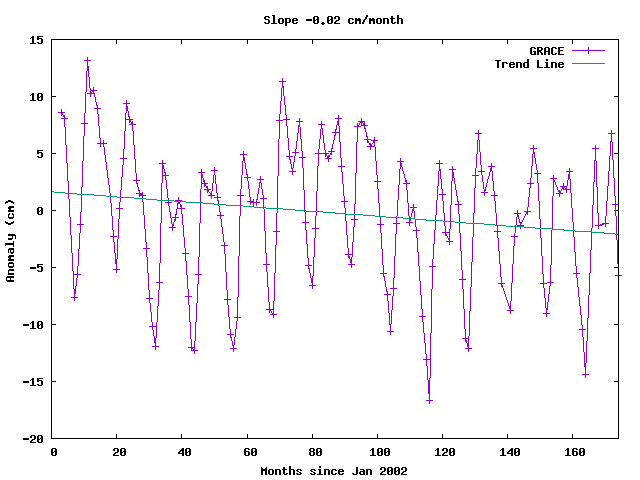 Slope -0.02 cm/month
GRACE
Trend Line
15
10
5
0
-5
-10
-15
-20
Anomaly (cm)
0 20 40 60 80 100 120 140 160
Months since Jan 2002